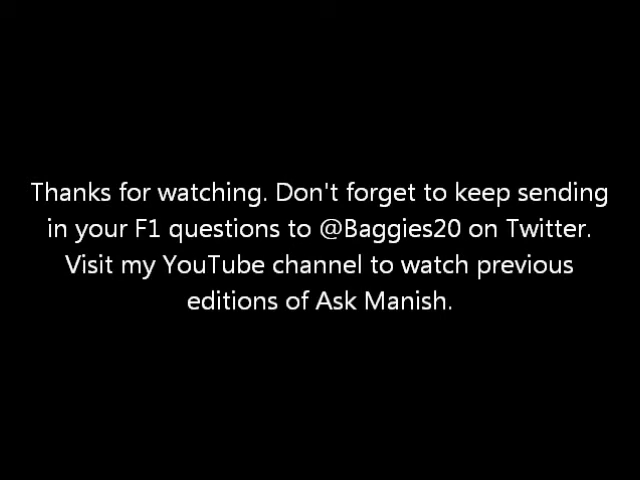 Thanks for watching. Don't forget to keep sending
in your F1 questions to @Baggies20 on Twitter.
Visit my YouTube channel to watch previous
editions of Ask Manish.